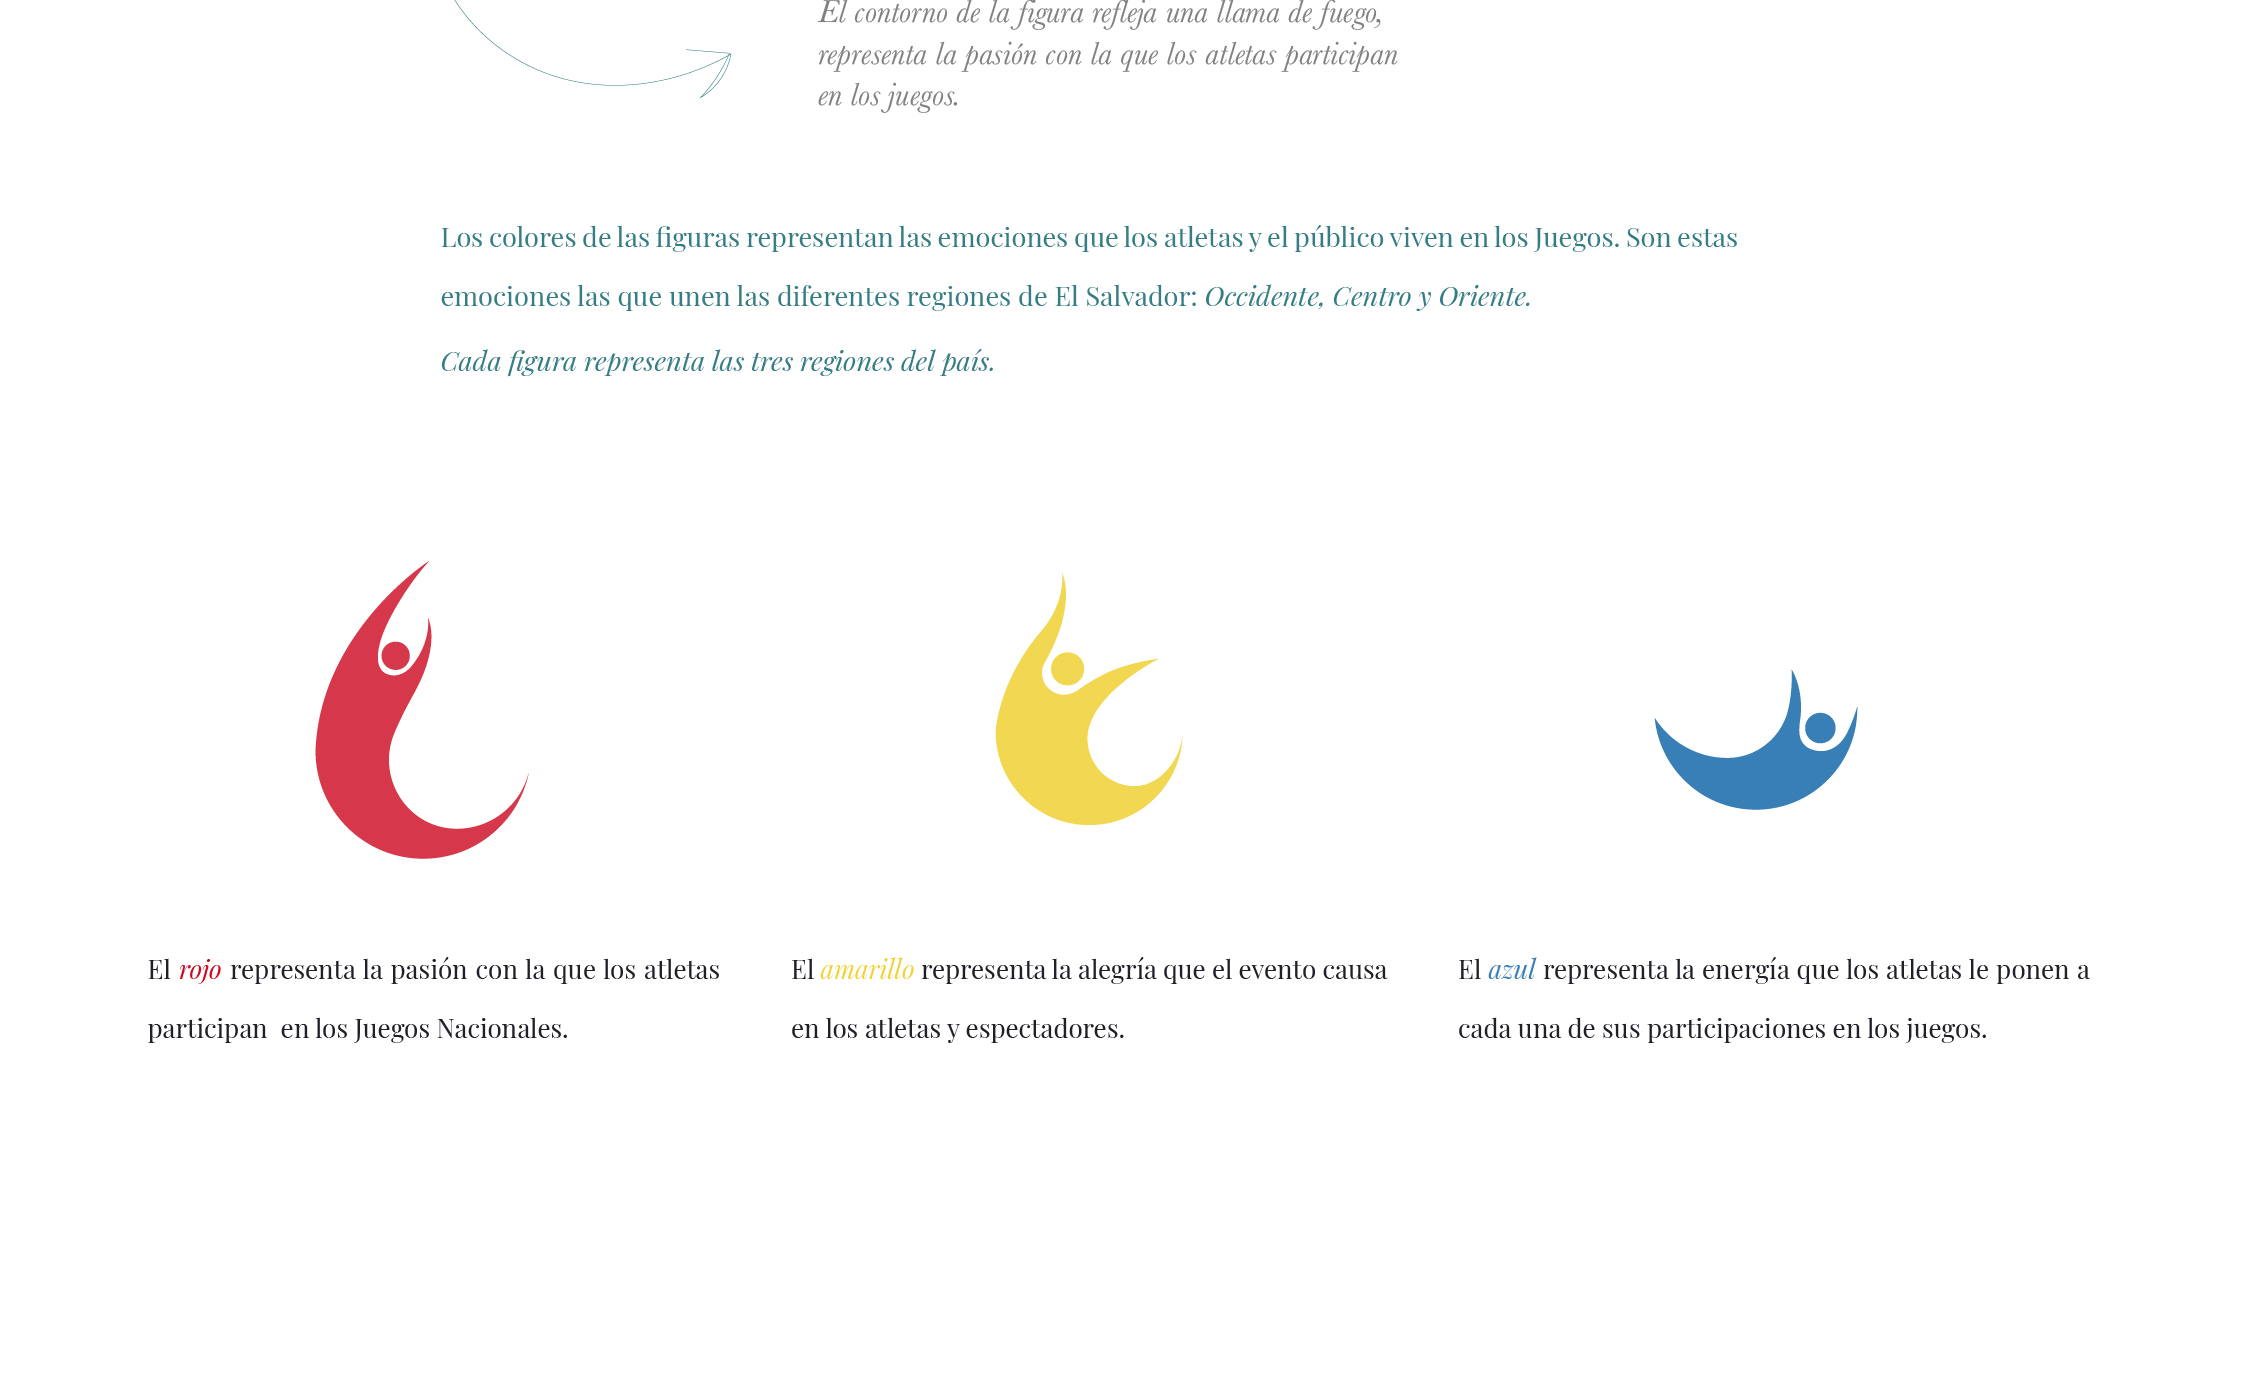 El contorno de la figura refleja una llama de fuego,
representa la pasión con la que los atletas participan
en los juegos.
Los colores de las figuras representan las emociones que los atletas y el público viven en los Juegos. Son estas
emociones las que unen las diferentes regiones de El Salvador: Occidente, Centro y Oriente.
Cada figura representa las tres regiones del país.
El rojo representa la pasión con la que los atletas
participan en los Juegos Nacionales.
El amarillo representa la alegría que el evento causa
en los atletas y espectadores.
El azul representa la energía que los atletas le ponen a
cada una de sus participaciones en los juegos.